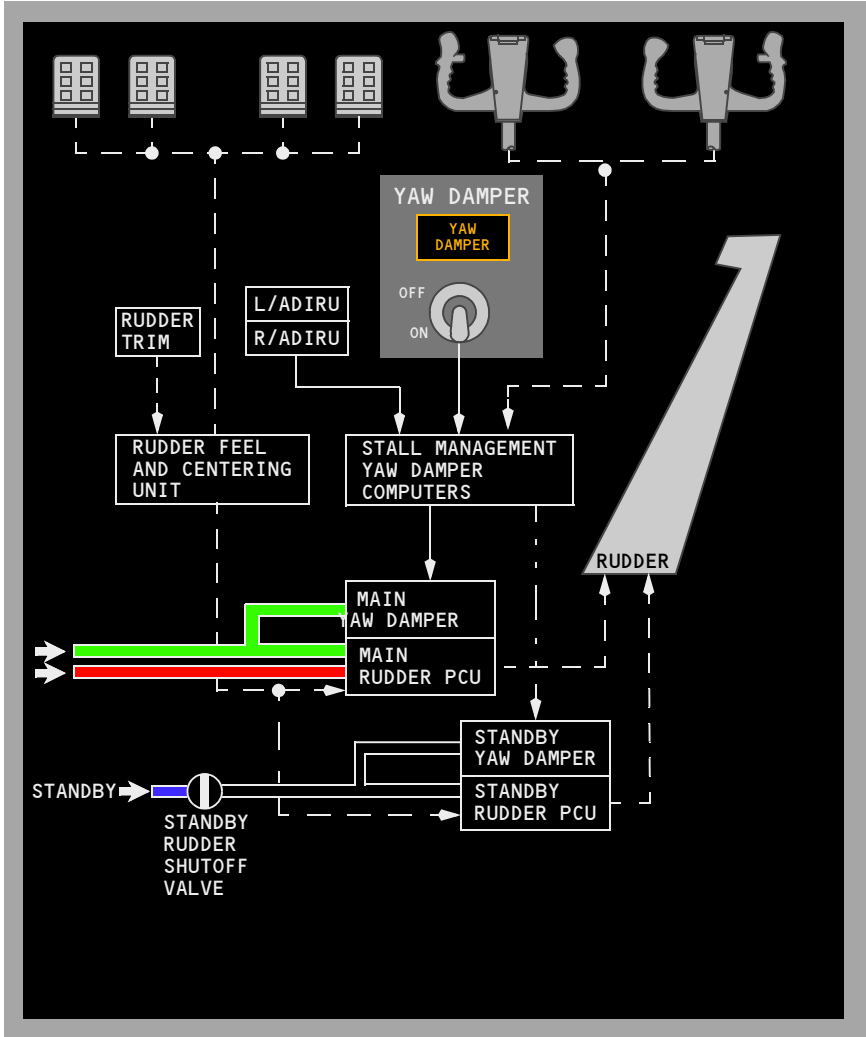 YAW DAMPER
YAW
DAMPER
OFF
ON
L/ADIRU
R/ADIRU
RUDDER
TRIM
RUDDER FEEL
AND CENTERING
UNIT
STALL MANAGEMENT
YAW DAMPER
COMPUTERS
RUDDER
MAIN
YAW DAMPER
MAIN
RUDDER PCU
STANDBY
YAW DAMPER
STANDBY
RUDDER PCU
STANDBY
STANDBY
RUDDER
SHUTOFF
VALVE